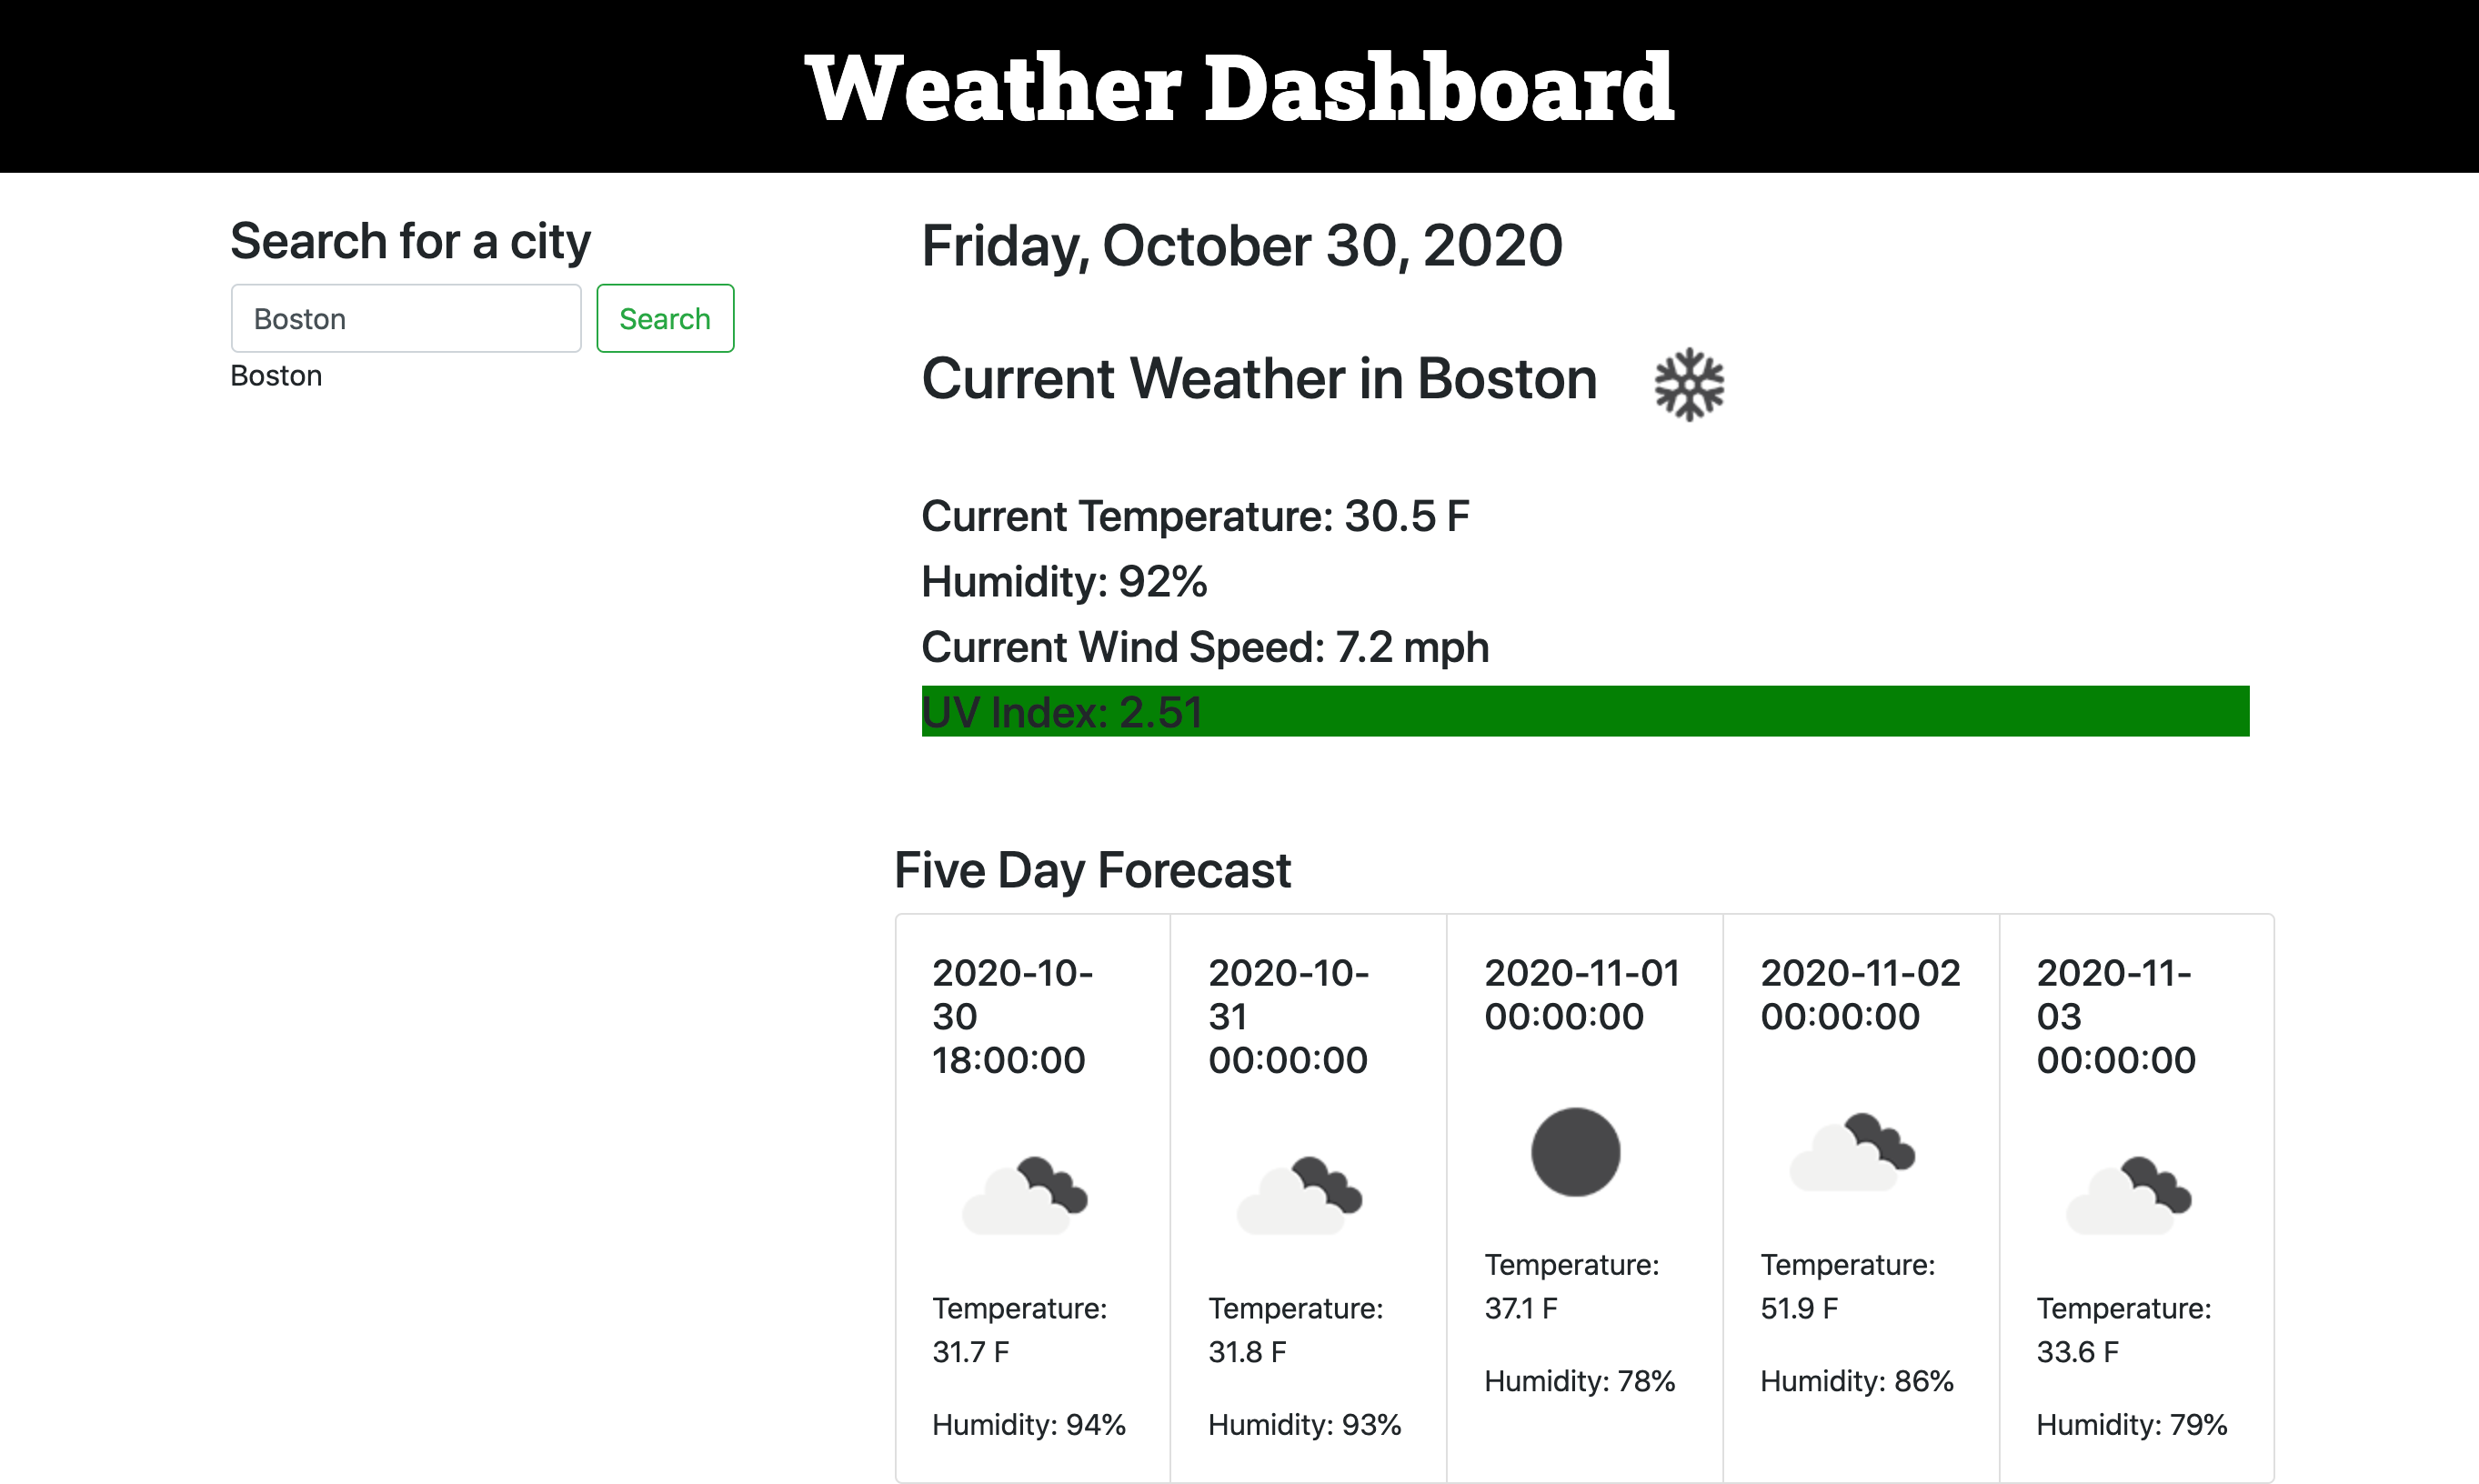 Weather Dashboard
Search for a city
Boston
Search
Boston
Friday, October 30, 2020
Current Weather in Boston
Current Temperature: 30.5 F
Humidity: 92%
Current Wind Speed: 7.2 mph
UV Index: 2.51
Five Day Forecast
2020-10-
30
18:00:00
Temperature:
31.7 F
Humidity: 94%
2020-10-
31
00:00:00
Temperature:
31.8 F
Humidity: 93%
2020-11-01
00:00:00
Temperature:
37.1 F
Humidity: 78%
2020-11-02
00:00:00
Temperature:
51.9 F
Humidity: 86%
2020-11-
03
00:00:00
Temperature:
33.6 F
Humidity: 79%